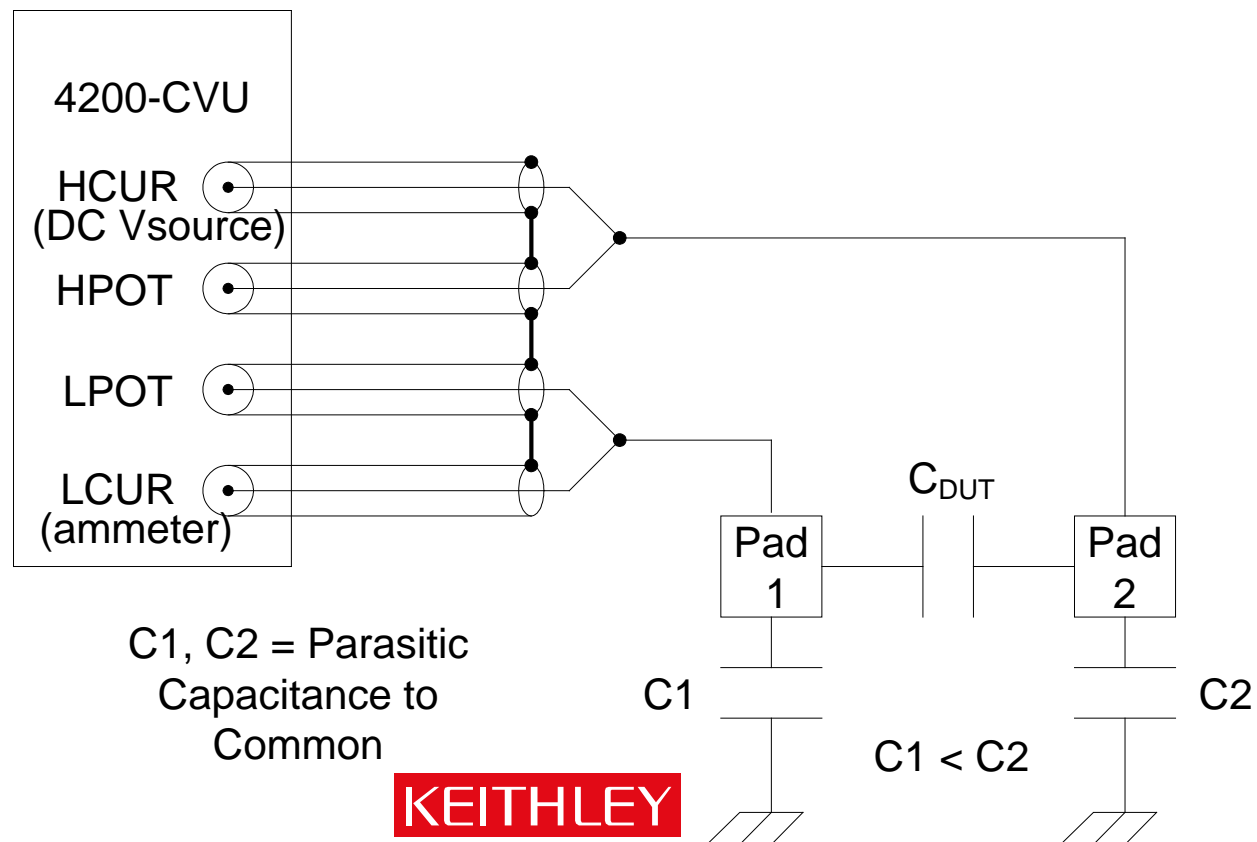 4200-CVU
HCUR
(DC Vsource)
HPOT
LPOT
LCUR
(ammeter)
CDUT
Pad
1
Pad
2
C1, C2 = Parasitic
Capacitance to
Common
C1
C2
C1 < C2
KEITHLEY